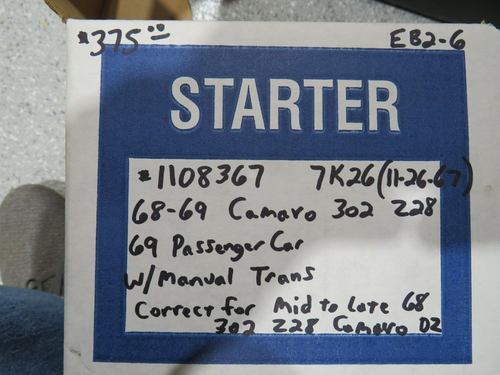 $375.00 EB2-6
STARTER
#1108367 7K26 (11-26-67)
68-69 Camaro 302 Z28
69 Passenger Car
w/Manual Trans
Correct for Mid to Late 68
302 Z28 Camaro DZ